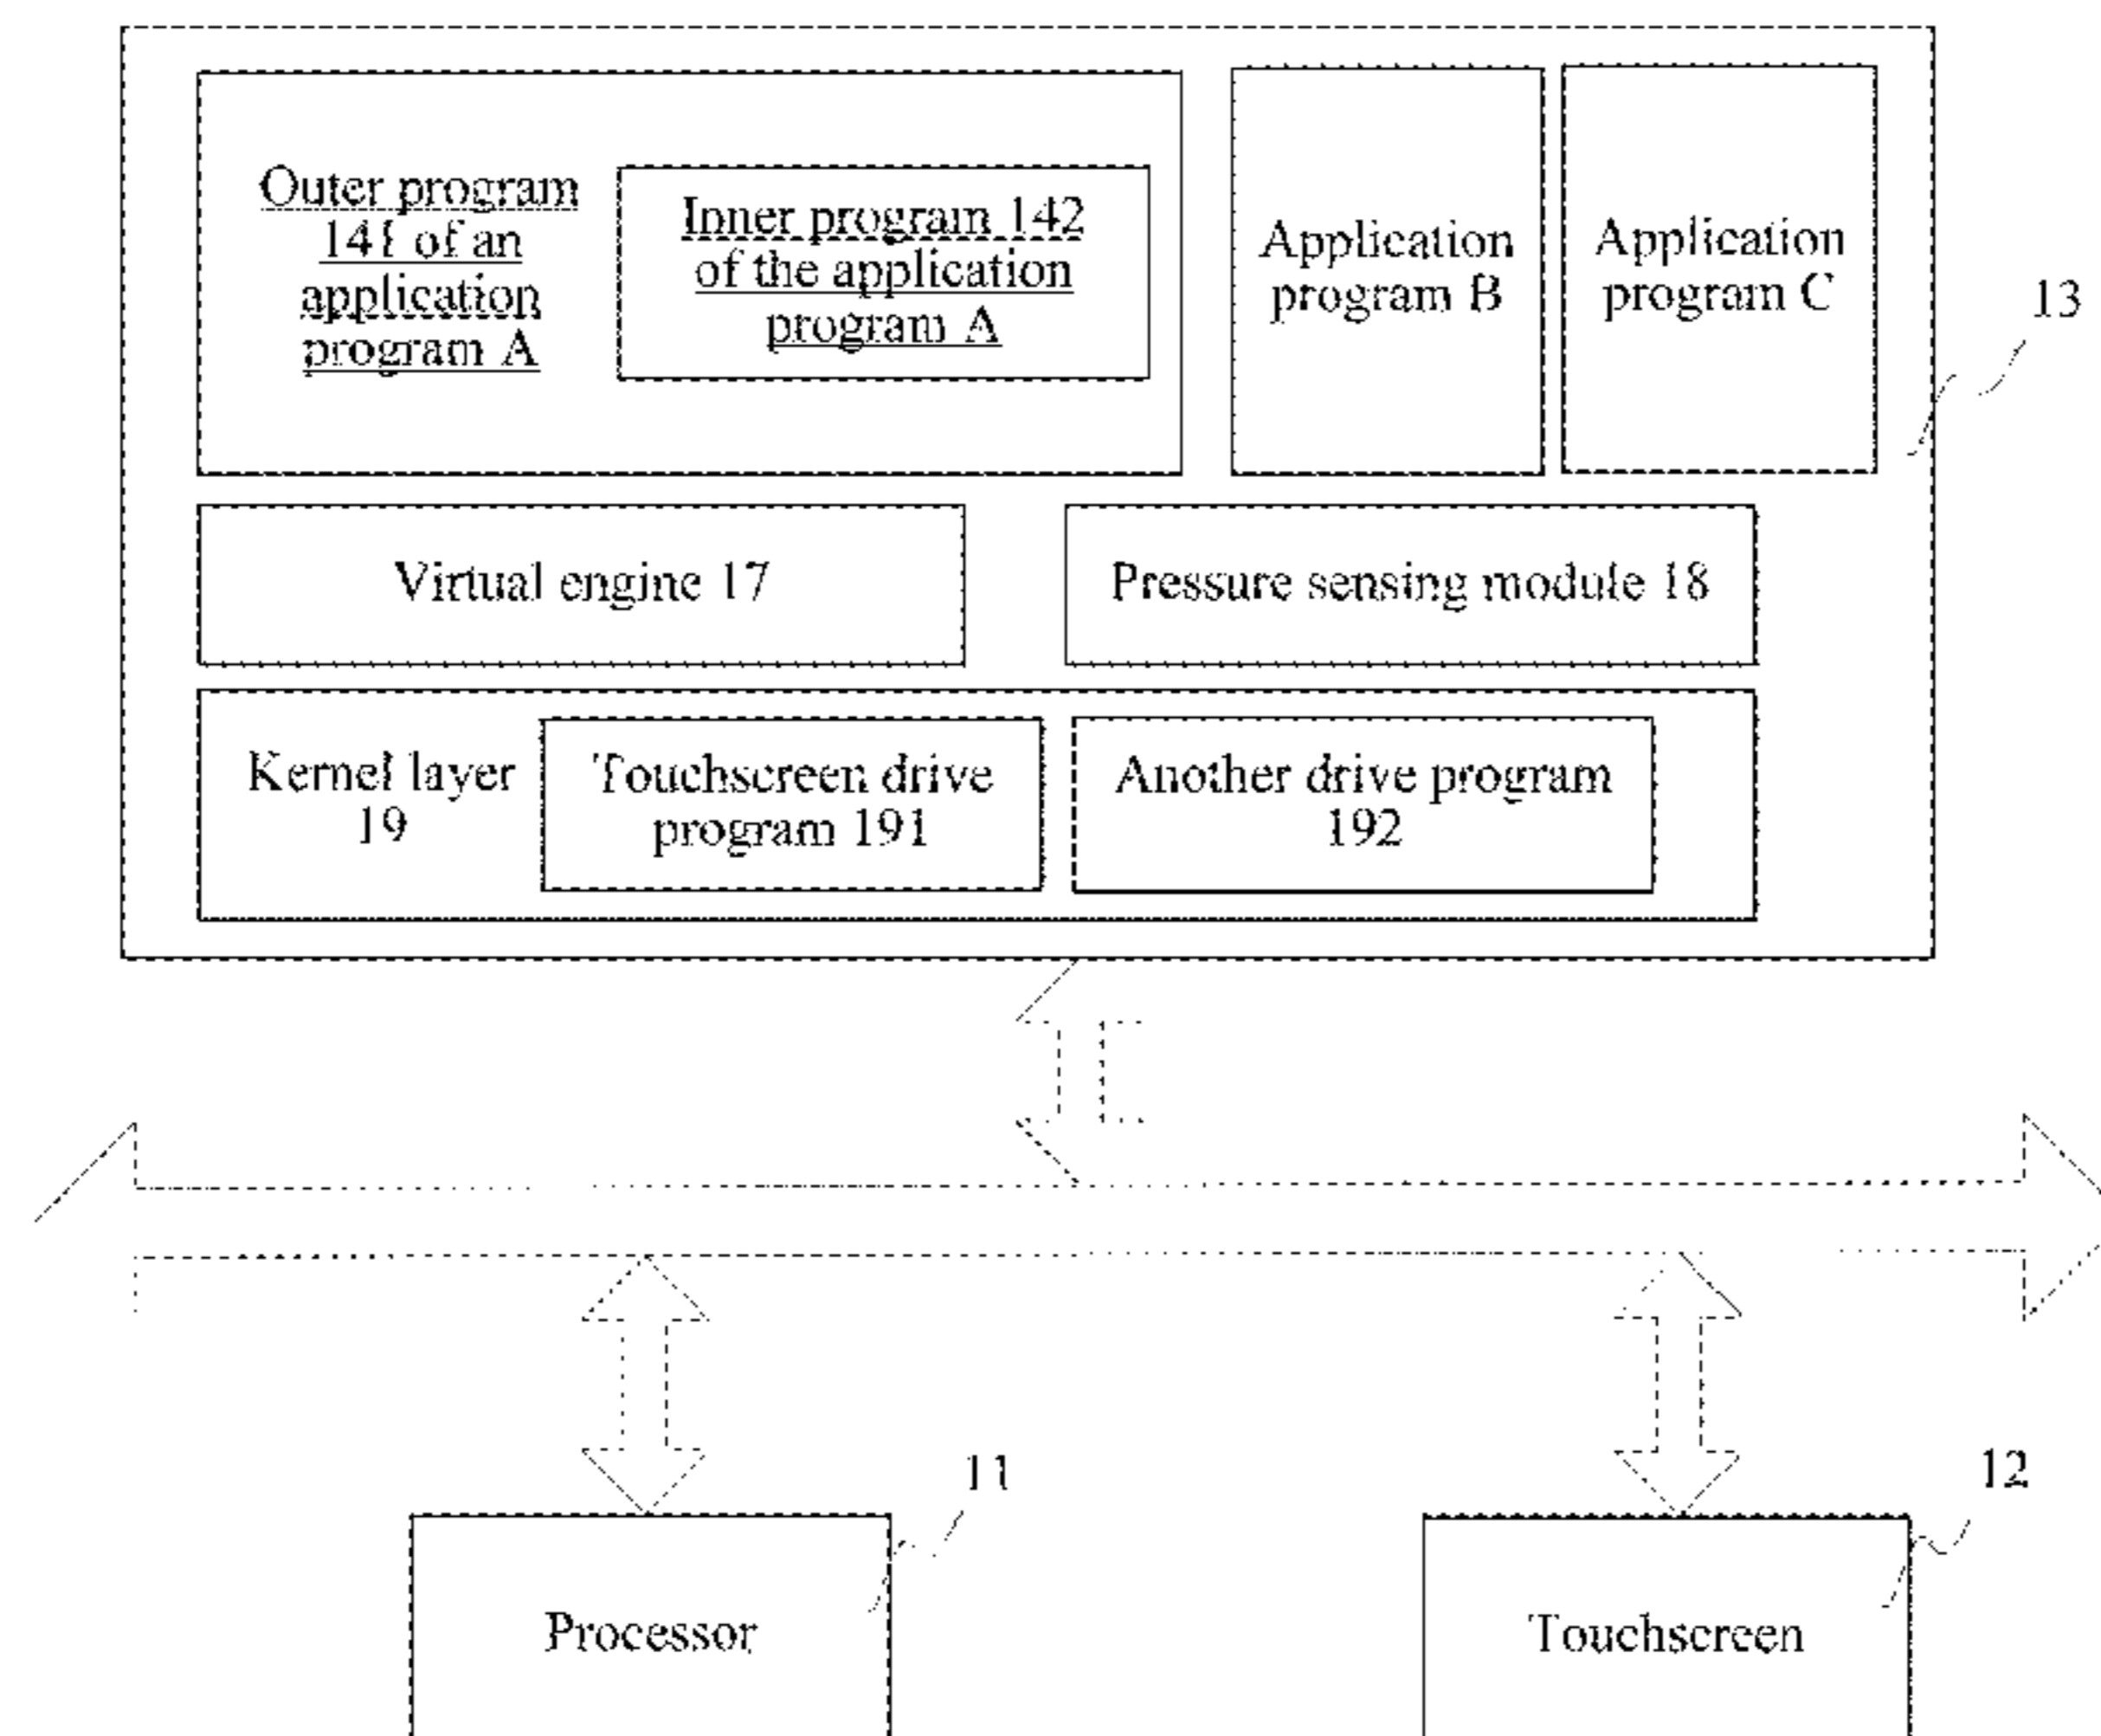 Outer program
141 of an
application
program A
Inner program 142
of the application
program A
Application
program B
Application
program C
13
Virtual engine 17
Pressure sensing module 18
Kernel layer
19
Touchscreen drive
program 191
Another drive program
192
11
12
Processor
Touchscreen